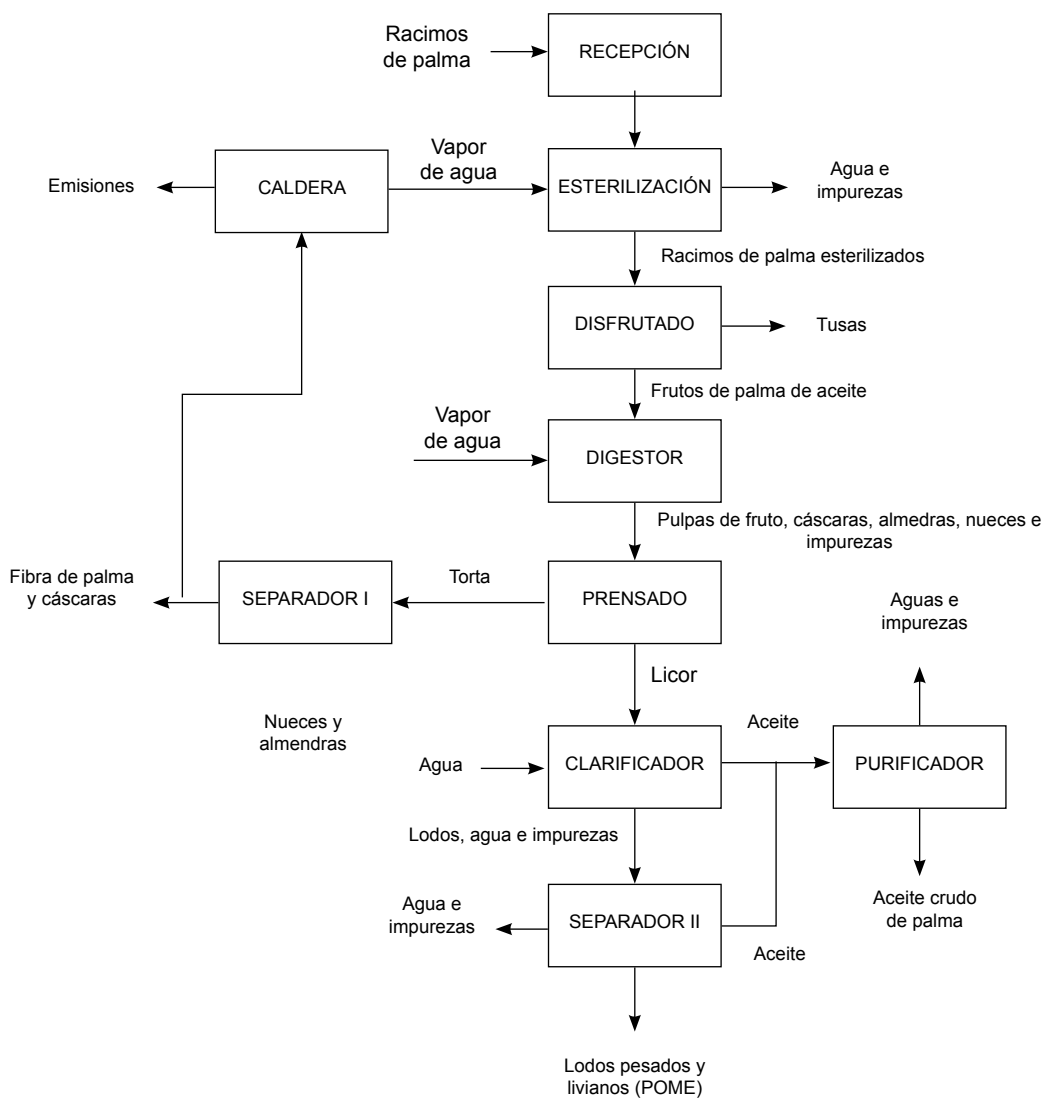 Racimos
de palma
RECEPCIÓN
Vapor
de agua
Emisiones
CALDERA
ESTERILIZACIÓN
Agua e
impurezas
Racimos de palma esterilizados
DISFRUTADO
Tusas
Frutos de palma de aceite
Vapor
de agua
DIGESTOR
Pulpas de fruto, cáscaras, almedras, nueces e
impurezas
Fibra de palma
y cáscaras
SEPARADOR I
Torta
PRENSADO
Aguas e
impurezas
Licor
Nueces y
almendras
Aceite
Agua
CLARIFICADOR
PURIFICADOR
Lodos, agua e impurezas
Agua e
impurezas
SEPARADOR II
Aceite
Aceite crudo
de palma
Lodos pesados y
livianos (POME)